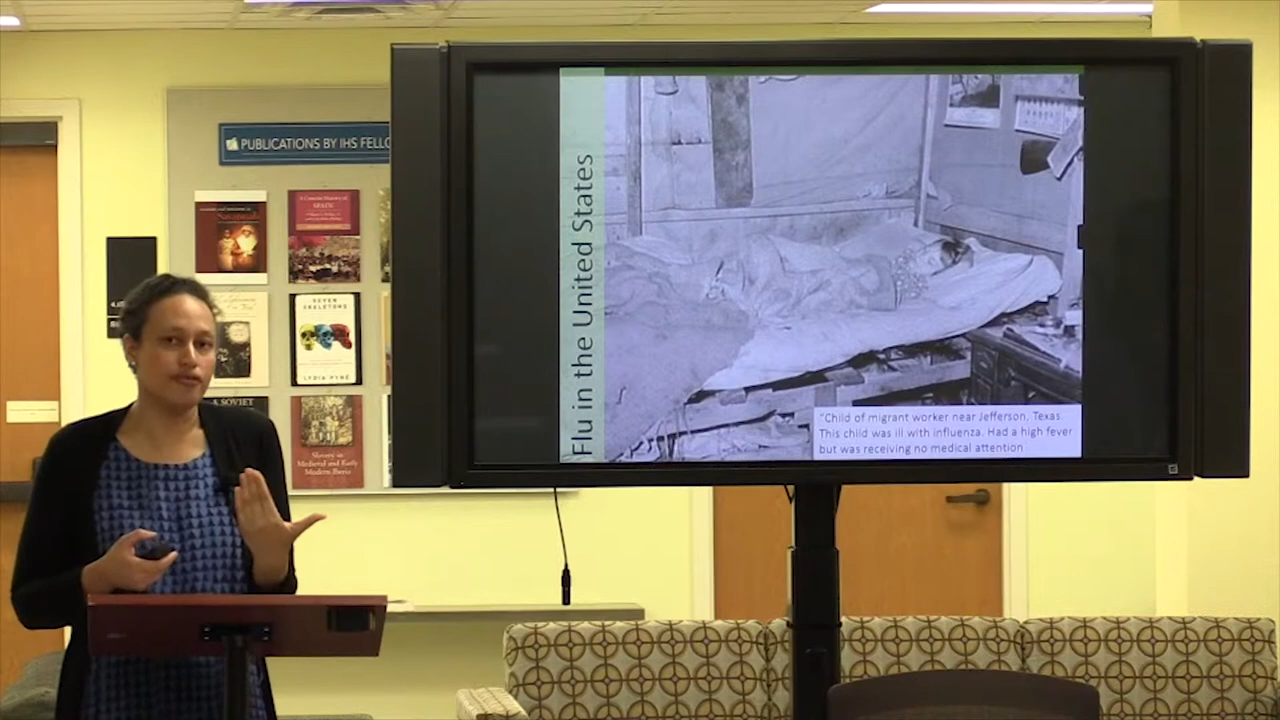 PUBLICATIONS BY IHS FELLO
A Concise History of
SPAIN
SEVEN
SKELETONS
LYDIA PYNE
A SOVIET
Slavery in
Medieval and Early
Modern Iberia
Flu in the United States
"Child of migrant worker near Jefferson, Texas
This child was ill with influenza. Had a high fever
but was receiving no medical attention